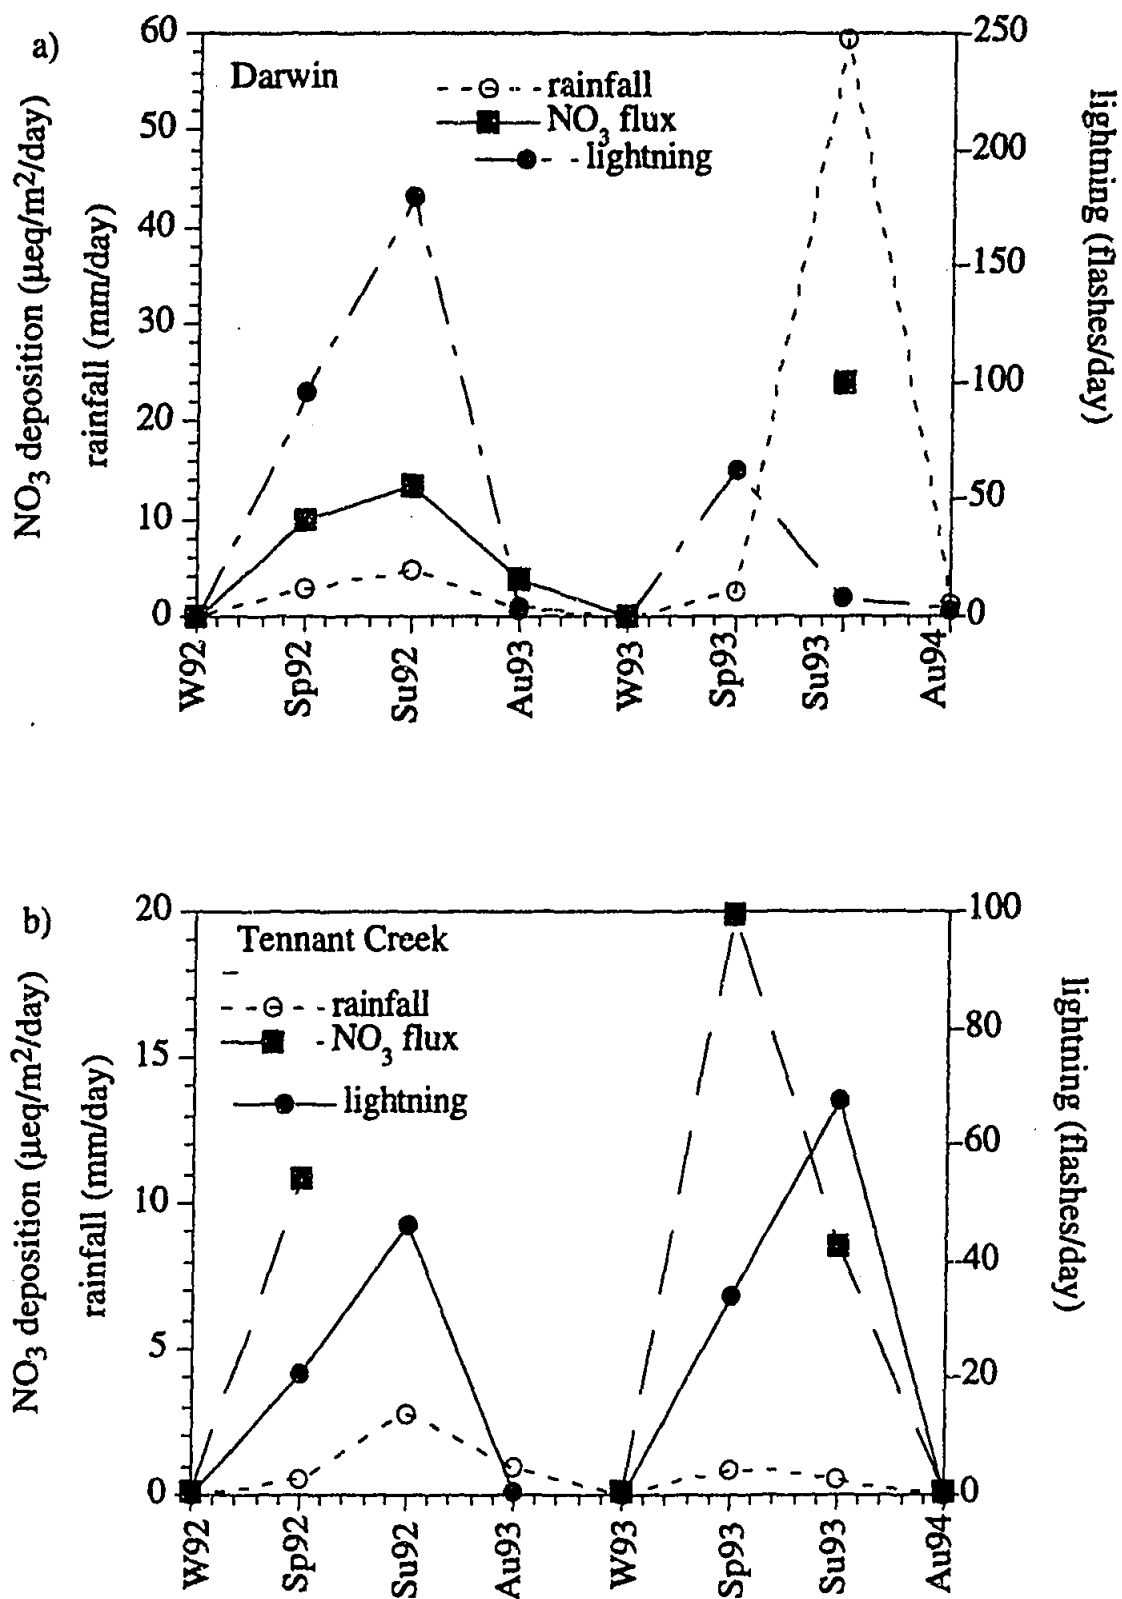 a)
Darwin
rainfall
NO3 flux
lightning
NO3 deposition (µeq/m²/day)
rainfall (mm/day)
lightning (flashes/day)
60
50
40
30
20
10
0
250
200
150
100
50
0
W92
Sp92
Su92
Au93
W93
Sp93
Su93
Au94
b)
Tennant Creek
rainfall
NO3 flux
lightning
NO3 deposition (µeq/m²/day)
rainfall (mm/day)
lightning (flashes/day)
20
15
10
5
0
100
80
60
40
20
0
W92
Sp92
Su92
Au93
W93
Sp93
Su93
Au94